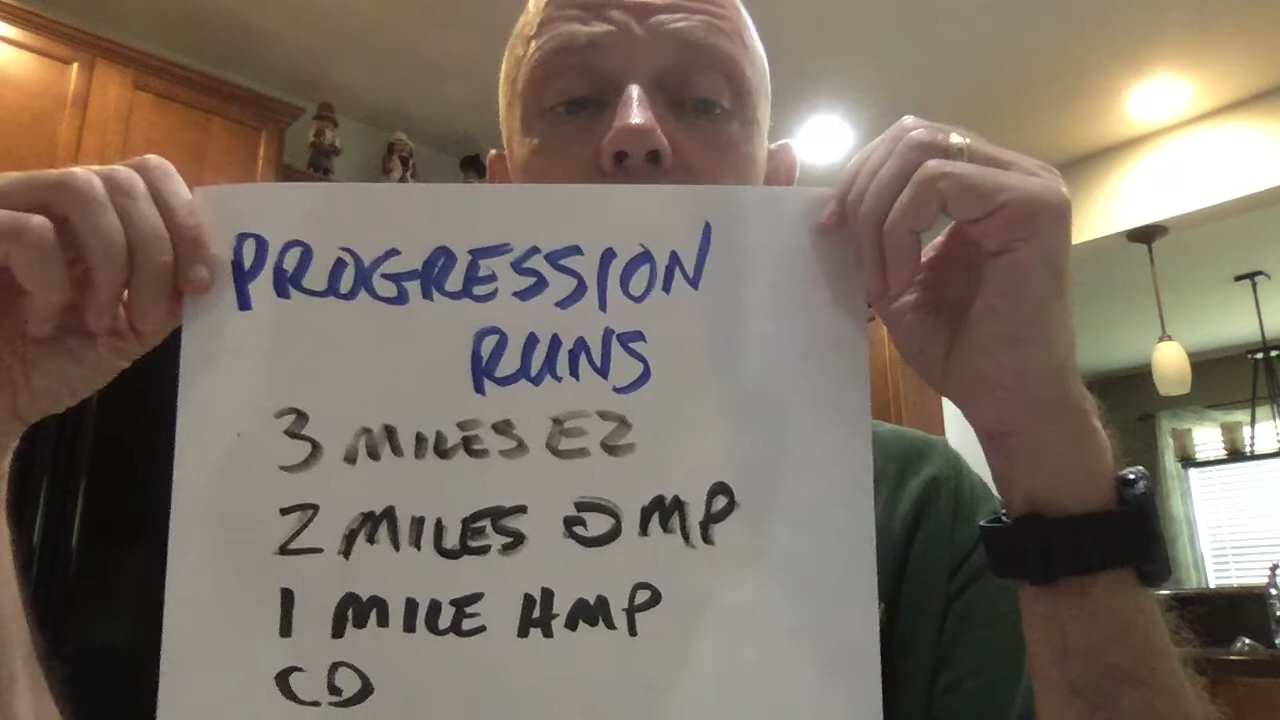 PROGRESSION
RUNS
3 MILES EZ
2 MILES @ MP
1 MILE HMP
CD